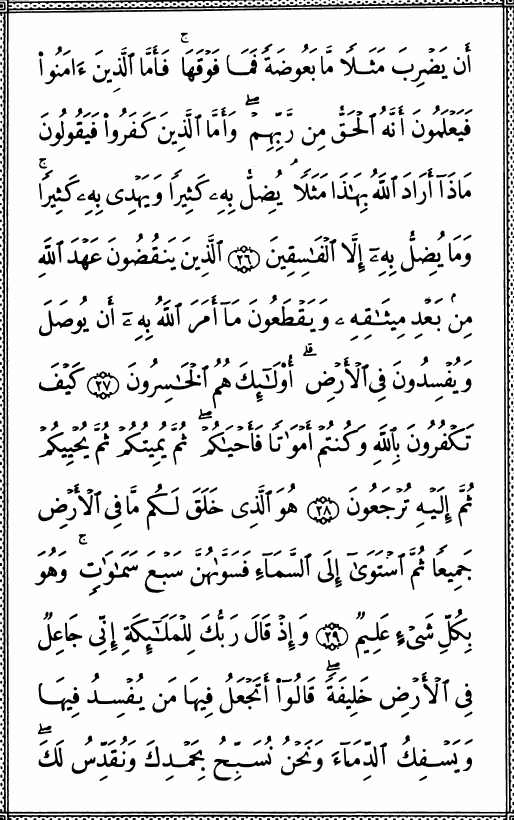 أَن يَضْرِبَ مَثَلًا مَّا بَعُوضَةً فَمَا فَوْقَهَا ۚ فَأَمَّا ٱلَّذِينَ ءَامَنُوا۟
فَيَعْلَمُونَ أَنَّهُ ٱلْحَقُّ مِن رَّبِّهِمْ ۖ وَأَمَّا ٱلَّذِينَ كَفَرُوا۟ فَيَقُولُونَ
مَاذَآ أَرَادَ ٱللَّهُ بِهَٰذَا مَثَلًا ۘ يُضِلُّ بِهِۦ كَثِيرًا وَيَهْدِى بِهِۦ كَثِيرًا ۚ
وَمَا يُضِلُّ بِهِۦٓ إِلَّا ٱلْفَٰسِقِينَ ﴿٢٦﴾ ٱلَّذِينَ يَنقُضُونَ عَهْدَ ٱللَّهِ
مِنۢ بَعْدِ مِيثَٰقِهِۦ وَيَقْطَعُونَ مَآ أَمَرَ ٱللَّهُ بِهِۦٓ أَن يُوصَلَ
وَيُفْسِدُونَ فِى ٱلْأَرْضِ ۚ أُو۟لَٰٓئِكَ هُمُ ٱلْخَٰسِرُونَ ﴿٢٧﴾ كَيْفَ
تَكْفُرُونَ بِٱللَّهِ وَكُنتُمْ أَمْوَٰتًا فَأَحْيَٰكُمْ ۖ ثُمَّ يُمِيتُكُمْ ثُمَّ يُحْيِيكُمْ
ثُمَّ إِلَيْهِ تُرْجَعُونَ ﴿٢٨﴾ هُوَ ٱلَّذِى خَلَقَ لَكُم مَّا فِى ٱلْأَرْضِ
جَمِيعًا ثُمَّ ٱسْتَوَىٰٓ إِلَى ٱلسَّمَآءِ فَسَوَّىٰهُنَّ سَبْعَ سَمَٰوَٰتٍ ۚ وَهُوَ
بِكُلِّ شَىْءٍ عَلِيمٌ ﴿٢٩﴾ وَإِذْ قَالَ رَبُّكَ لِلْمَلَٰٓئِكَةِ إِنِّى جَاعِلٌ
فِى ٱلْأَرْضِ خَلِيفَةً ۖ قَالُوٓا۟ أَتَجْعَلُ فِيهَا مَن يُفْسِدُ فِيهَا
وَيَسْفِكُ ٱلدِّمَآءَ وَنَحْنُ نُسَبِّحُ بِحَمْدِكَ وَنُقَدِّسُ لَكَ ۖ